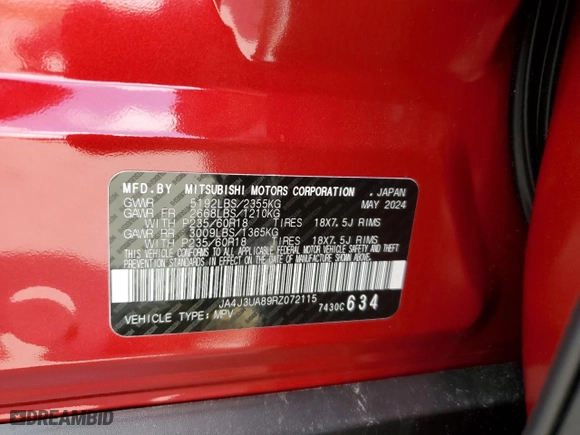 MFD.BY MITSUBISHI MOTORS CORPORATION , JAPAN
GVWR 5192LBS/2355KG MAY 2024
GAWR FR 2668LBS/1210KG
WITH P235/60R18 TIRES 18X7.5J RIMS
GAWR RR 3009LBS/1365KG
WITH P235/60R18 TIRES 18X7.5J RIMS
THIS VEHICLE CONFORMS TO ALL APPLICABLE
FEDERAL MOTOR VEHICLE SAFETY AND THEFT
PREVENTION STANDARDS IN EFFECT ON THE DATE
OF MANUFACTURE SHOWN ABOVE.
JA4J3UA89RZ072115
VEHICLE TYPE: MPV 7430C 634
DREAMBID